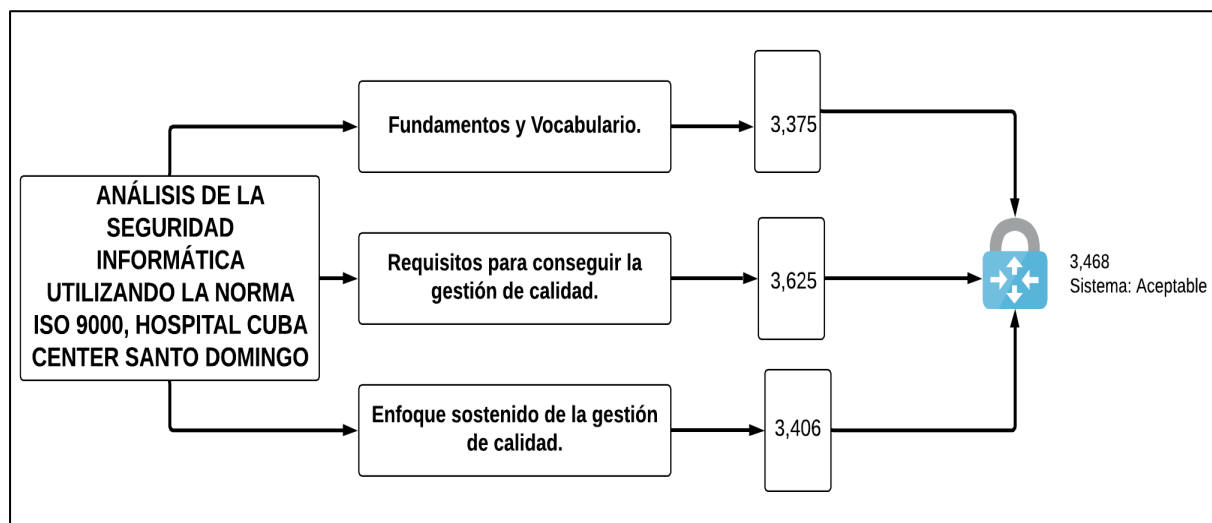 ANÁLISIS DE LA
SEGURIDAD
INFORMÁTICA
UTILIZANDO LA NORMA
ISO 9000, HOSPITAL CUBA
CENTER SANTO DOMINGO
Fundamentos y Vocabulario.
3,375
Requisitos para conseguir la
gestión de calidad.
3,625
Enfoque sostenido de la gestión
de calidad.
3,406
3,468
Sistema: Aceptable